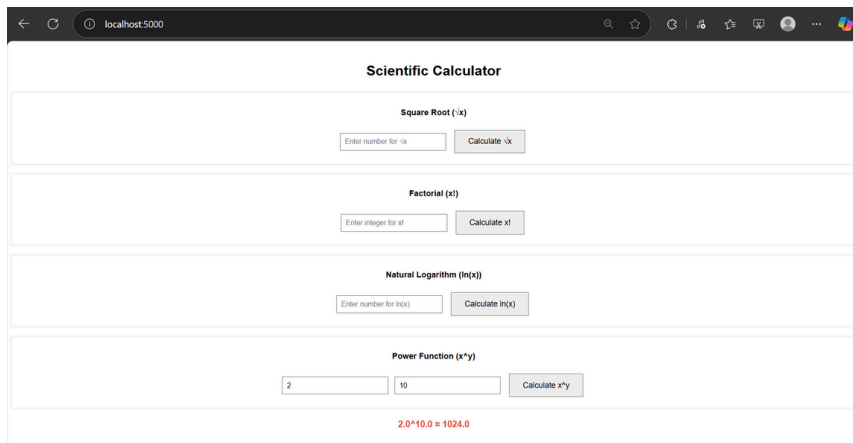 localhost:5000
Scientific Calculator
Square Root (√x)
Enter number for √x
Calculate √x
Factorial (x!)
Enter integer for x!
Calculate x!
Natural Logarithm (ln(x))
Enter number for ln(x)
Calculate ln(x)
Power Function (x^y)
2
10
Calculate x^y
2.0^10.0 = 1024.0